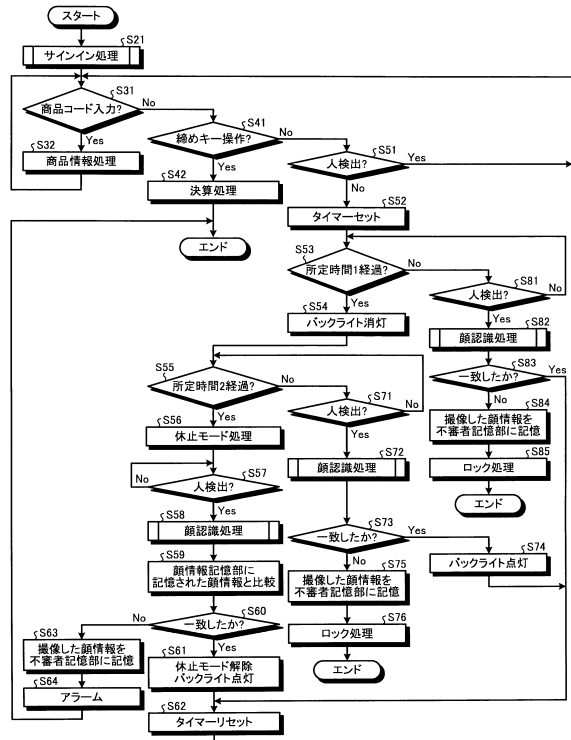 スタート
S21
サインイン処理
S31
商品コード入力?
No
Yes
S32
商品情報処理
S41
締めキー操作?
No
Yes
S42
決算処理
エンド
S51
人検出?
Yes
No
S52
タイマーセット
S53
所定時間1経過?
No
Yes
S54
バックライト消灯
S81
人検出?
No
Yes
S82
顔認識処理
S83
一致したか?
Yes
No
S84
撮像した顔情報を
不審者記憶部に記憶
S85
ロック処理
エンド
S55
所定時間2経過?
No
Yes
S56
休止モード処理
S57
人検出?
No
Yes
S58
顔認識処理
S59
顔情報記憶部に
記憶された顔情報と比較
S60
一致したか?
No
Yes
S71
人検出?
No
Yes
S72
顔認識処理
S73
一致したか?
Yes
No
S74
バックライト点灯
S75
撮像した顔情報を
不審者記憶部に記憶
S76
ロック処理
エンド
S63
撮像した顔情報を
不審者記憶部に記憶
S64
アラーム
S61
休止モード解除
バックライト点灯
S62
タイマーリセット